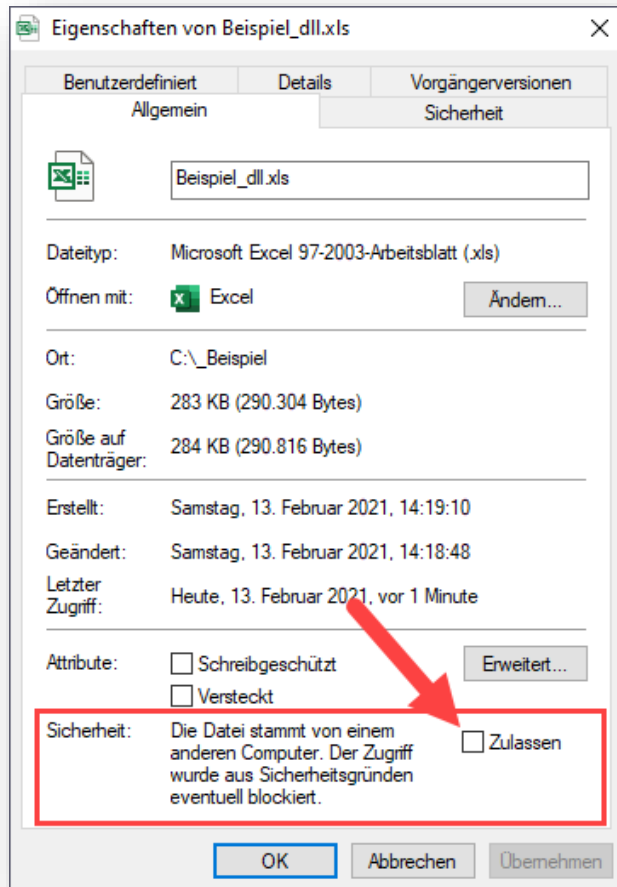 Eigenschaften von Beispiel_dll.xls
Benutzerdefiniert Details Vorgängerversionen
Allgemein Sicherheit
Beispiel_dll.xls
Dateityp: Microsoft Excel 97-2003-Arbeitsblatt (.xls)
Öffnen mit: Excel Ändern...
Ort: C:\_Beispiel
Größe: 283 KB (290.304 Bytes)
Größe auf
Datenträger: 284 KB (290.816 Bytes)
Erstellt: Samstag, 13. Februar 2021, 14:19:10
Geändert: Samstag, 13. Februar 2021, 14:18:48
Letzter
Zugriff: Heute, 13. Februar 2021, vor 1 Minute
Attribute: Schreibgeschützt Erweitert...
Versteckt
Sicherheit: Die Datei stammt von einem
anderen Computer. Der Zugriff Zulassen
wurde aus Sicherheitsgründen
eventuell blockiert.
OK Abbrechen Übernehmen